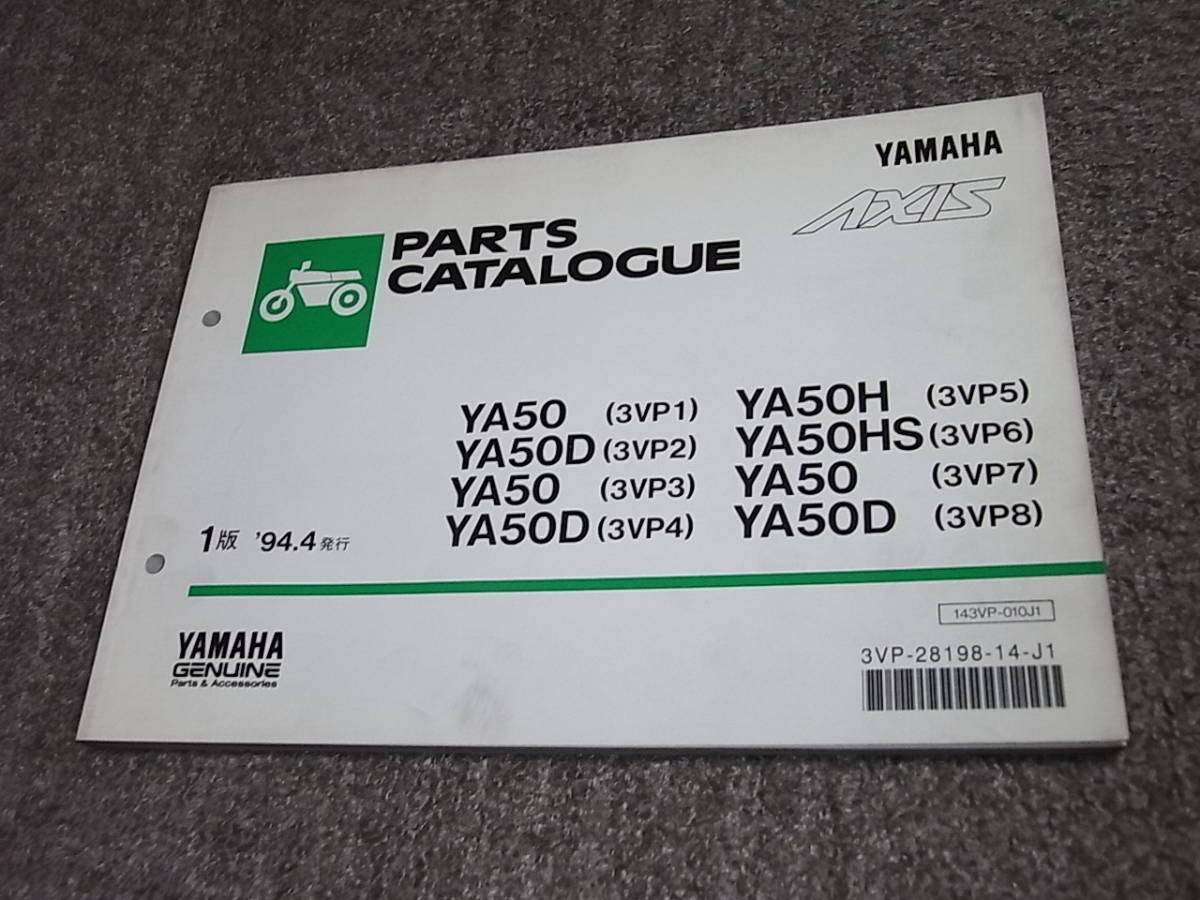 YAMAHA
AXIS
PARTS
CATALOGUE
YA50 (3VP1)
YA50D (3VP2)
YA50 (3VP3)
YA50D (3VP4)
YA50H (3VP5)
YA50HS (3VP6)
YA50 (3VP7)
YA50D (3VP8)
1版 '94.4発行
143VP-010J1
3VP-28198-14-J1
YAMAHA
GENUINE
Parts & Accessories